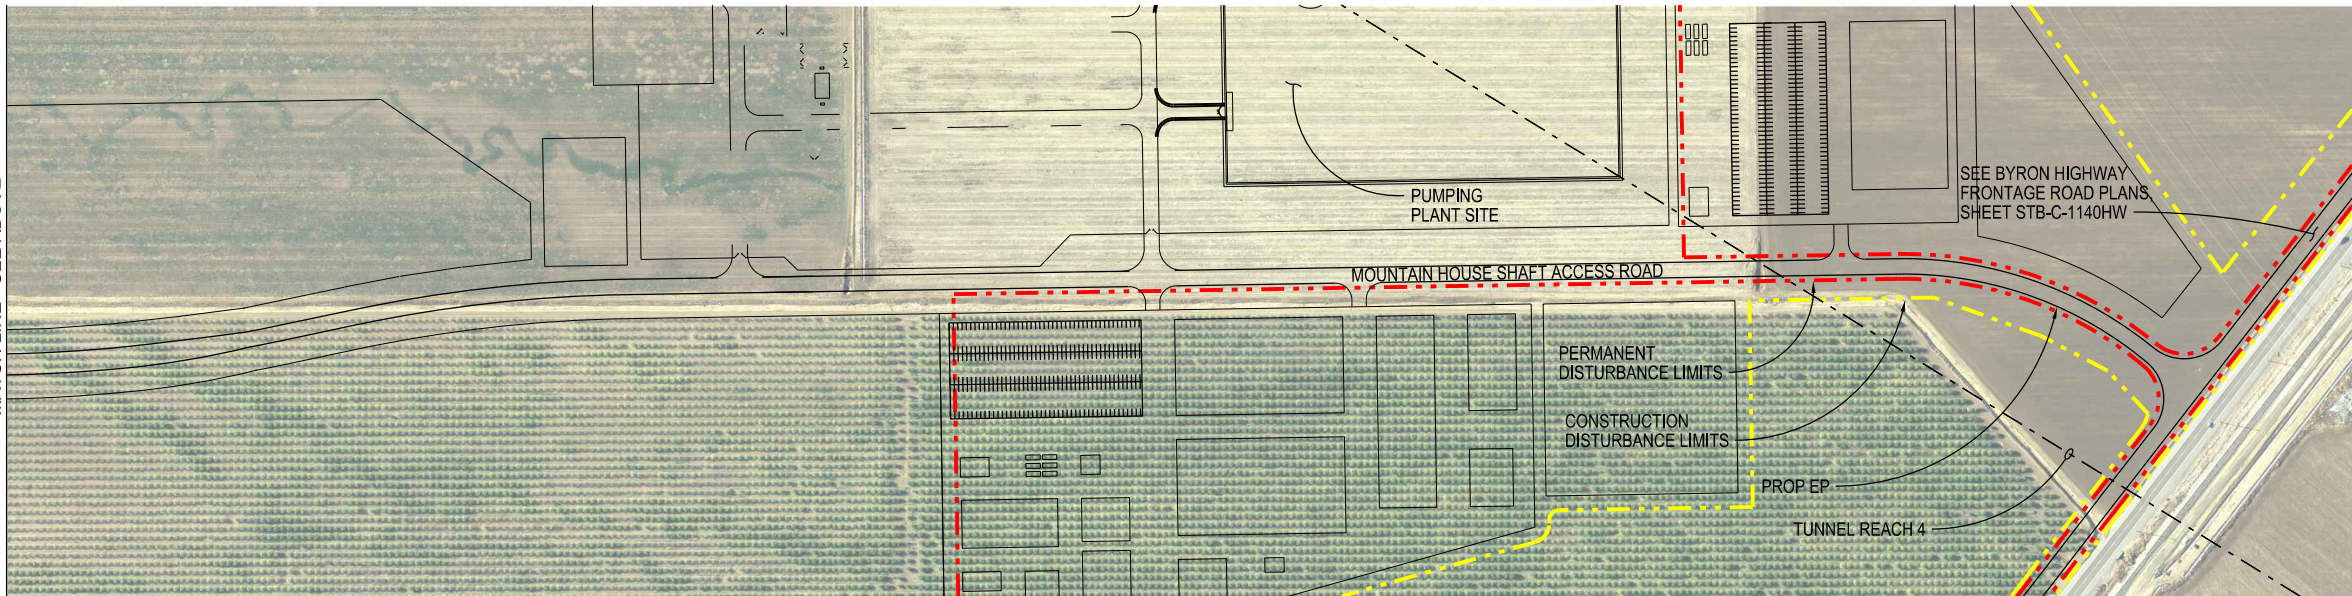 PUMPING
PLANT SITE
SEE BYRON HIGHWAY
FRONTAGE ROAD PLANS,
SHEET STB-C-1140HW
MOUNTAIN HOUSE SHAFT ACCESS ROAD
PERMANENT
DISTURBANCE LIMITS
CONSTRUCTION
DISTURBANCE LIMITS
PROP EP
TUNNEL REACH 4